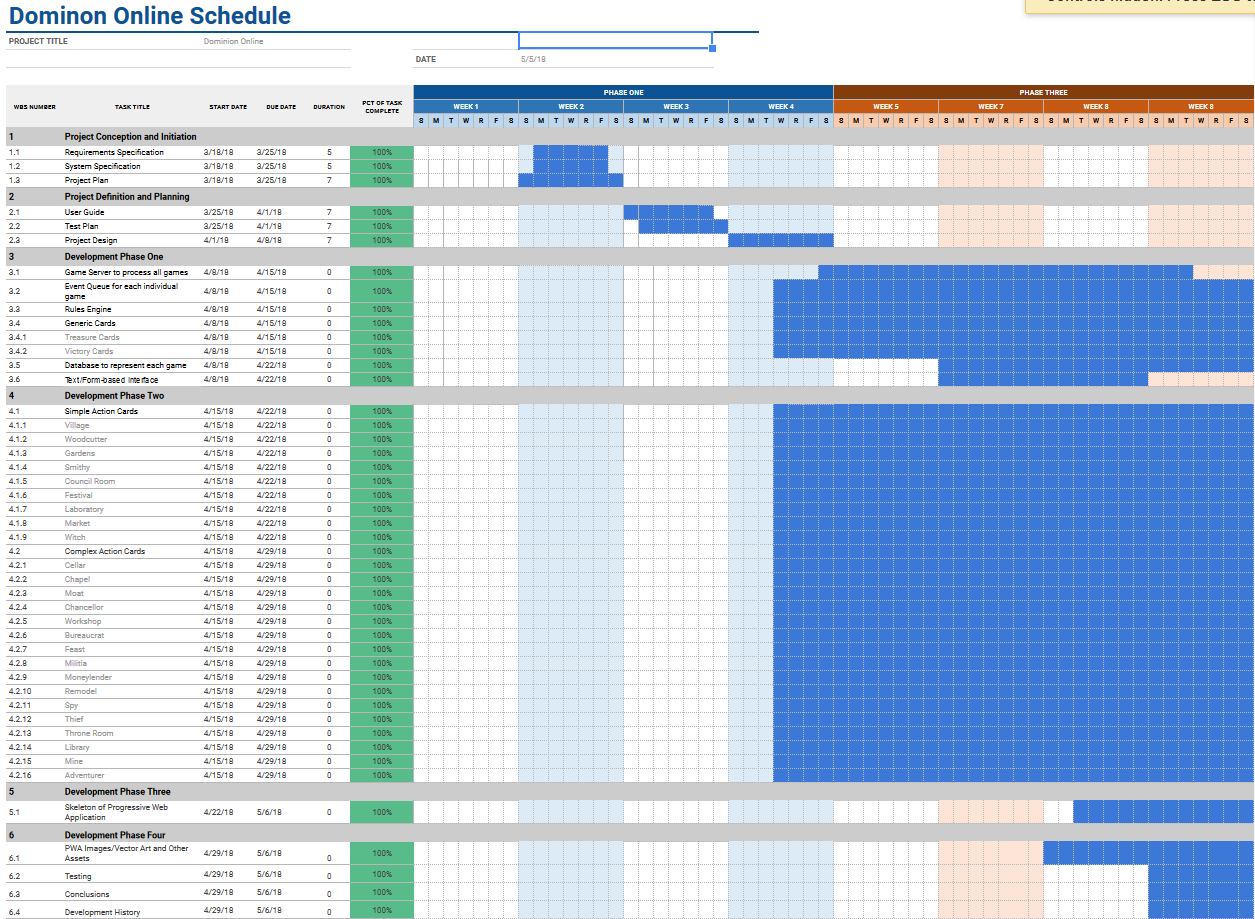 Dominon Online Schedule
PROJECT TITLE Dominion Online
DATE 5/5/18
PHASE ONE PHASE THREE
WBS NUMBER TASK TITLE START DATE DUE DATE DURATION PCT OF TASK COMPLETE
WEEK 1 WEEK 2 WEEK 3 WEEK 4 WEEK 5 WEEK 7 WEEK 8 WEEK 8
S M T W R F S S M T W R F S S M T W R F S S M T W R F S S M T W R F S S M T W R F S S M T W R F S S M T W R F S
1 Project Conception and Initiation
1.1 Requirements Specification 3/18/18 3/25/18 5 100%
1.2 System Specification 3/18/18 3/25/18 5 100%
1.3 Project Plan 3/18/18 3/25/18 7 100%
2 Project Definition and Planning
2.1 User Guide 3/25/18 4/1/18 7 100%
2.2 Test Plan 3/25/18 4/1/18 7 100%
2.3 Project Design 4/1/18 4/8/18 7 100%
3 Development Phase One
3.1 Game Server to process all games 4/8/18 4/15/18 0 100%
3.2 Event Queue for each individual game 4/8/18 4/15/18 0 100%
3.3 Rules Engine 4/8/18 4/15/18 0 100%
3.4 Generic Cards 4/8/18 4/15/18 0 100%
3.4.1 Treasure Cards 4/8/18 4/15/18 0 100%
3.4.2 Victory Cards 4/8/18 4/15/18 0 100%
3.5 Database to represent each game 4/8/18 4/22/18 0 100%
3.6 Text/Form-based Interface 4/8/18 4/22/18 0 100%
4 Development Phase Two
4.1 Simple Action Cards 4/15/18 4/22/18 0 100%
4.1.1 Village 4/15/18 4/22/18 0 100%
4.1.2 Woodcutter 4/15/18 4/22/18 0 100%
4.1.3 Gardens 4/15/18 4/22/18 0 100%
4.1.4 Smithy 4/15/18 4/22/18 0 100%
4.1.5 Council Room 4/15/18 4/22/18 0 100%
4.1.6 Festival 4/15/18 4/22/18 0 100%
4.1.7 Laboratory 4/15/18 4/22/18 0 100%
4.1.8 Market 4/15/18 4/22/18 0 100%
4.1.9 Witch 4/15/18 4/22/18 0 100%
4.2 Complex Action Cards 4/15/18 4/29/18 0 100%
4.2.1 Cellar 4/15/18 4/29/18 0 100%
4.2.2 Chapel 4/15/18 4/29/18 0 100%
4.2.3 Moat 4/15/18 4/29/18 0 100%
4.2.4 Chancellor 4/15/18 4/29/18 0 100%
4.2.5 Workshop 4/15/18 4/29/18 0 100%
4.2.6 Bureaucrat 4/15/18 4/29/18 0 100%
4.2.7 Feast 4/15/18 4/29/18 0 100%
4.2.8 Militia 4/15/18 4/29/18 0 100%
4.2.9 Moneylender 4/15/18 4/29/18 0 100%
4.2.10 Remodel 4/15/18 4/29/18 0 100%
4.2.11 Spy 4/15/18 4/29/18 0 100%
4.2.12 Thief 4/15/18 4/29/18 0 100%
4.2.13 Throne Room 4/15/18 4/29/18 0 100%
4.2.14 Library 4/15/18 4/29/18 0 100%
4.2.15 Mine 4/15/18 4/29/18 0 100%
4.2.16 Adventurer 4/15/18 4/29/18 0 100%
5 Development Phase Three
5.1 Skeleton of Progressive Web Application 4/22/18 5/6/18 0 100%
6 Development Phase Four
6.1 PWA Images/Vector Art and Other Assets 4/29/18 5/6/18 0 100%
6.2 Testing 4/29/18 5/6/18 0 100%
6.3 Conclusions 4/29/18 5/6/18 0 100%
6.4 Development History 4/29/18 5/6/18 0 100%